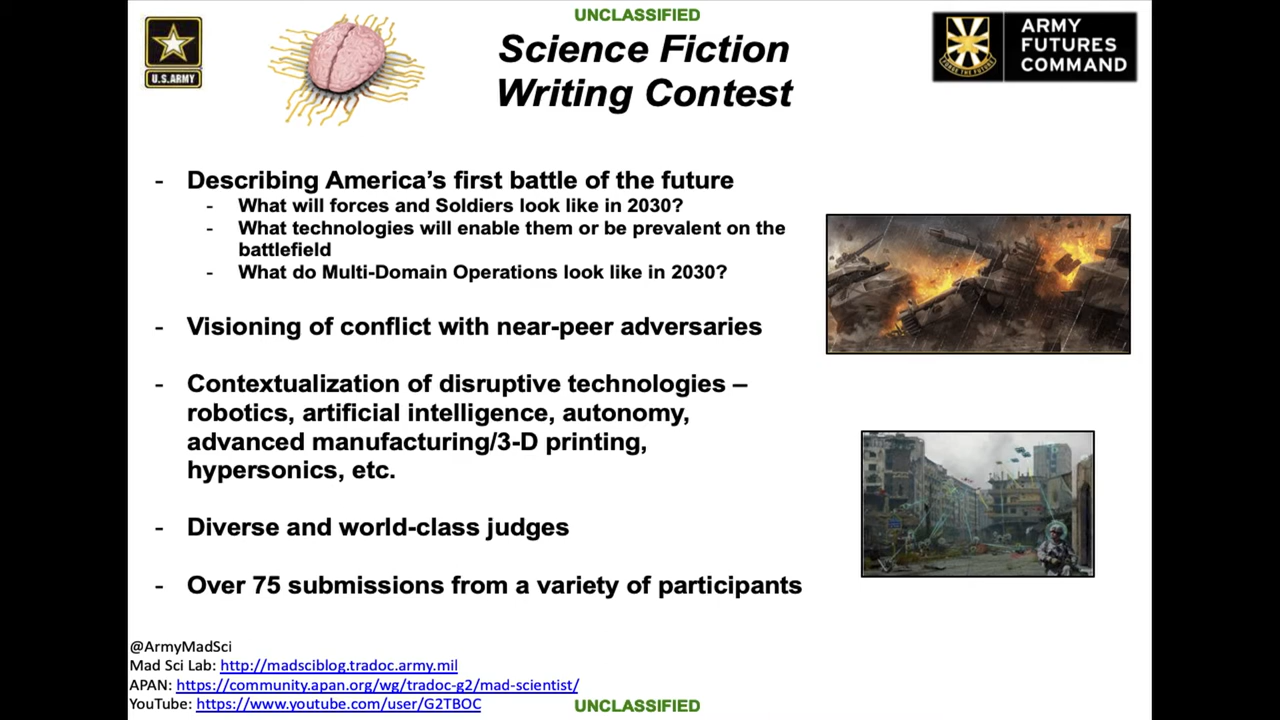 UNCLASSIFIED
U.S.ARMY
Science Fiction
Writing Contest
FORGE THE FUTURE
ARMY
FUTURES
COMMAND
- Describing America’s first battle of the future
- What will forces and Soldiers look like in 2030?
- What technologies will enable them or be prevalent on the
battlefield
- What do Multi-Domain Operations look like in 2030?
- Visioning of conflict with near-peer adversaries
- Contextualization of disruptive technologies –
robotics, artificial intelligence, autonomy,
advanced manufacturing/3-D printing,
hypersonics, etc.
- Diverse and world-class judges
- Over 75 submissions from a variety of participants
@ArmyMadSci
Mad Sci Lab: http://madsciblog.tradoc.army.mil
APAN: https://community.apan.org/wg/tradoc-g2/mad-scientist/
YouTube: https://www.youtube.com/user/G2TBOC
UNCLASSIFIED